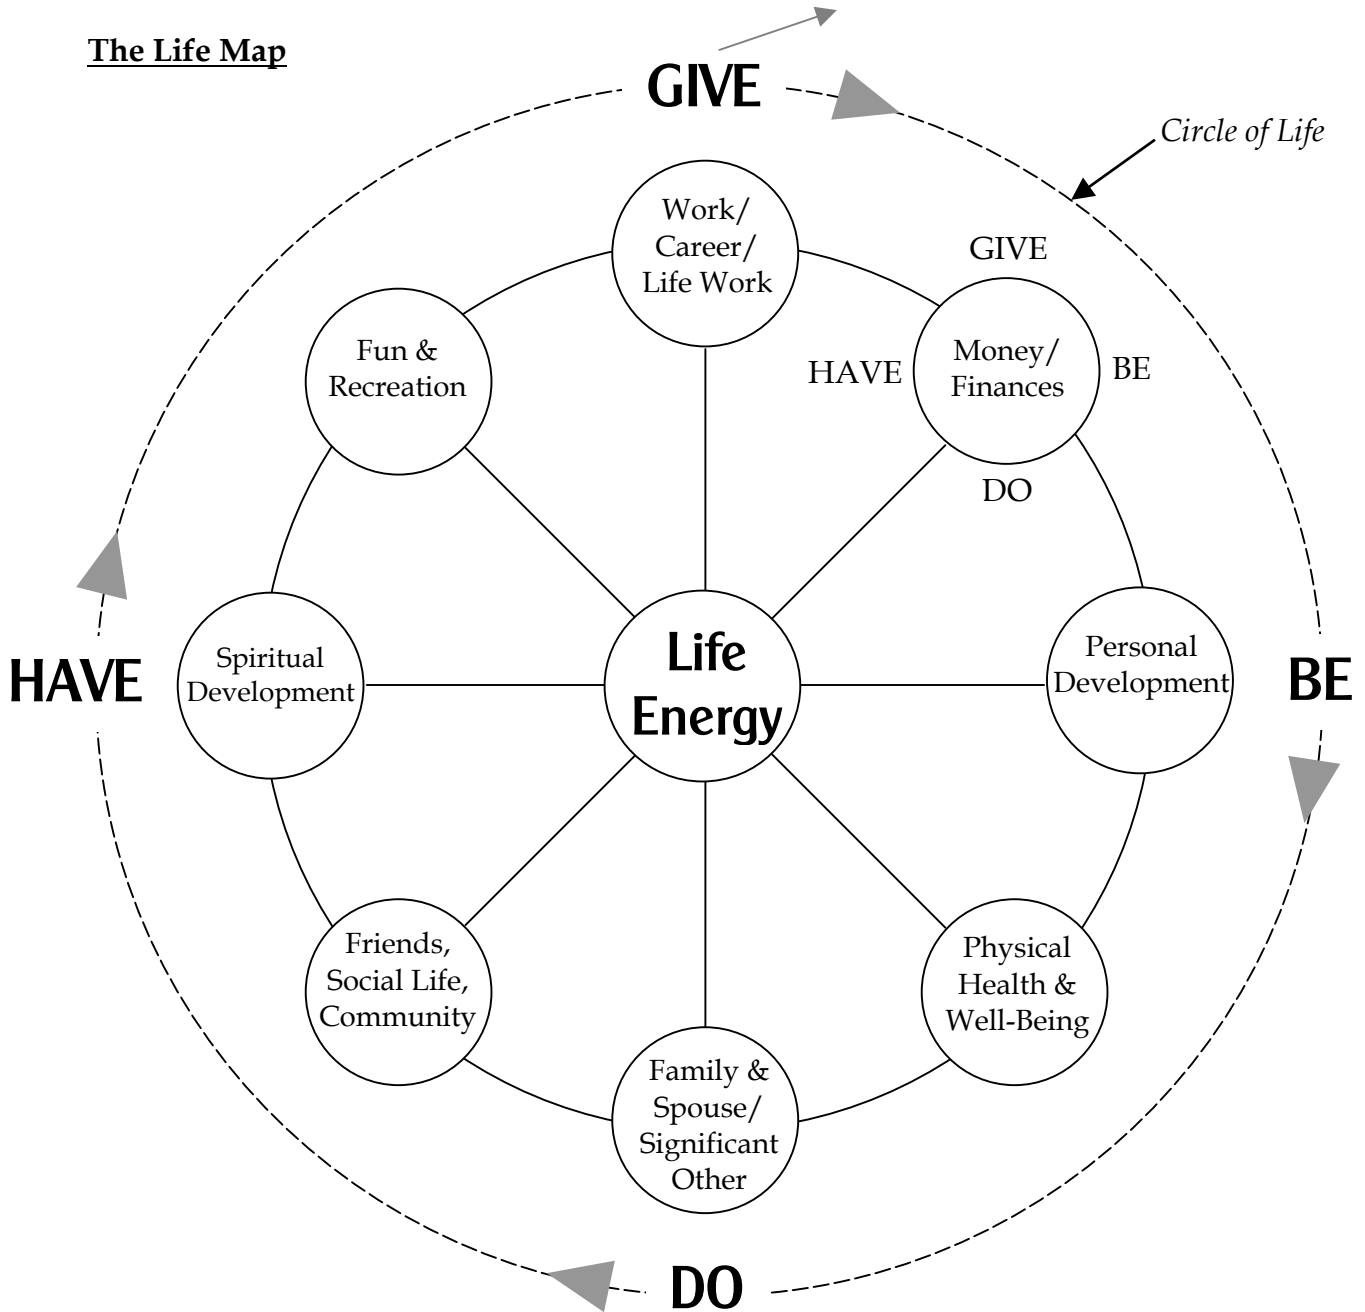 The Life Map
GIVE
Circle of Life
Work/
Career/
Life Work
GIVE
HAVE
Money/
Finances
BE
DO
Fun &
Recreation
HAVE
Spiritual
Development
Life
Energy
Personal
Development
BE
Friends,
Social Life,
Community
Physical
Health &
Well-Being
Family &
Spouse/
Significant
Other
DO